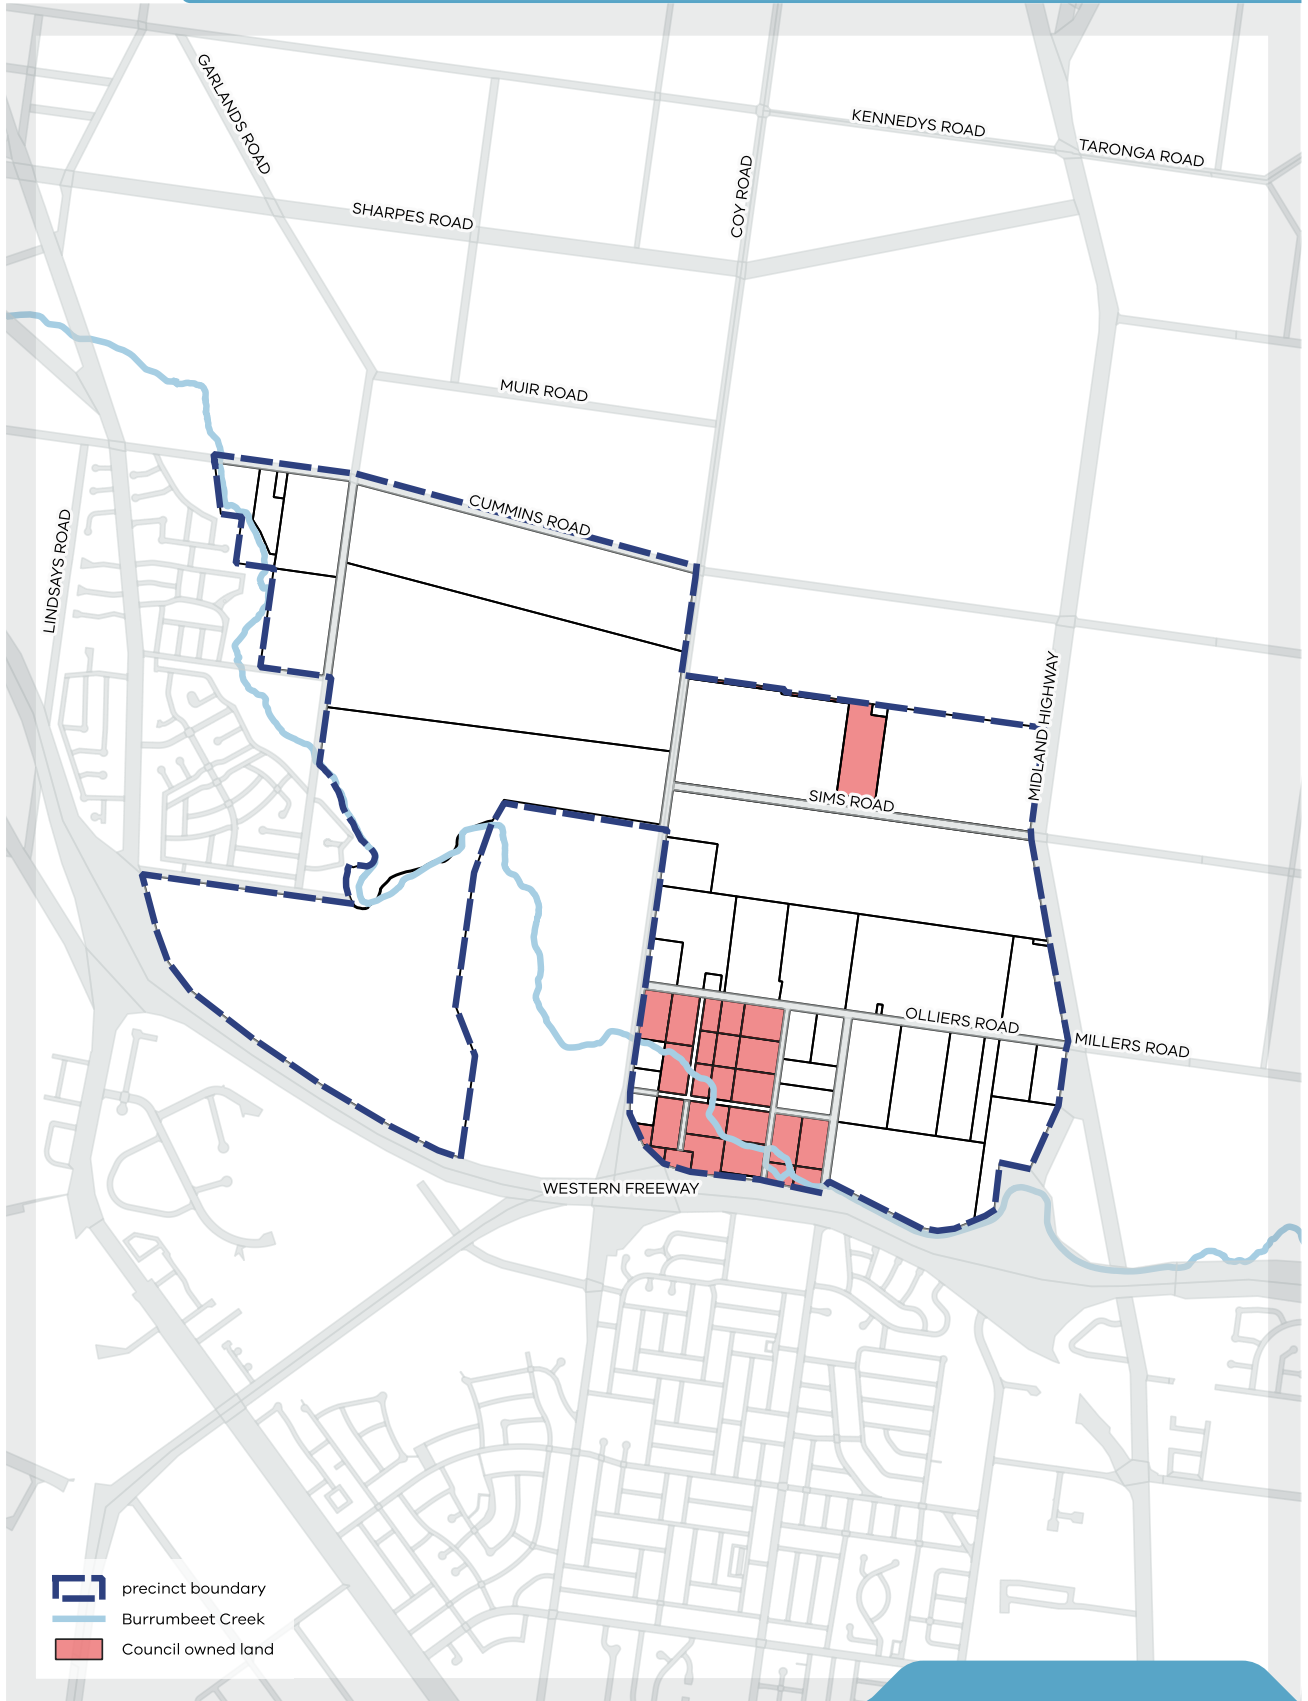 GARLANDS ROAD
KENNEDYS ROAD
TARONGA ROAD
COY ROAD
SHARPES ROAD
MUIR ROAD
CUMMINS ROAD
LINDSAYS ROAD
MIDLAND HIGHWAY
SIMS ROAD
OLLIERS ROAD
MILLERS ROAD
WESTERN FREEWAY
precinct boundary
Burrumbeet Creek
Council owned land